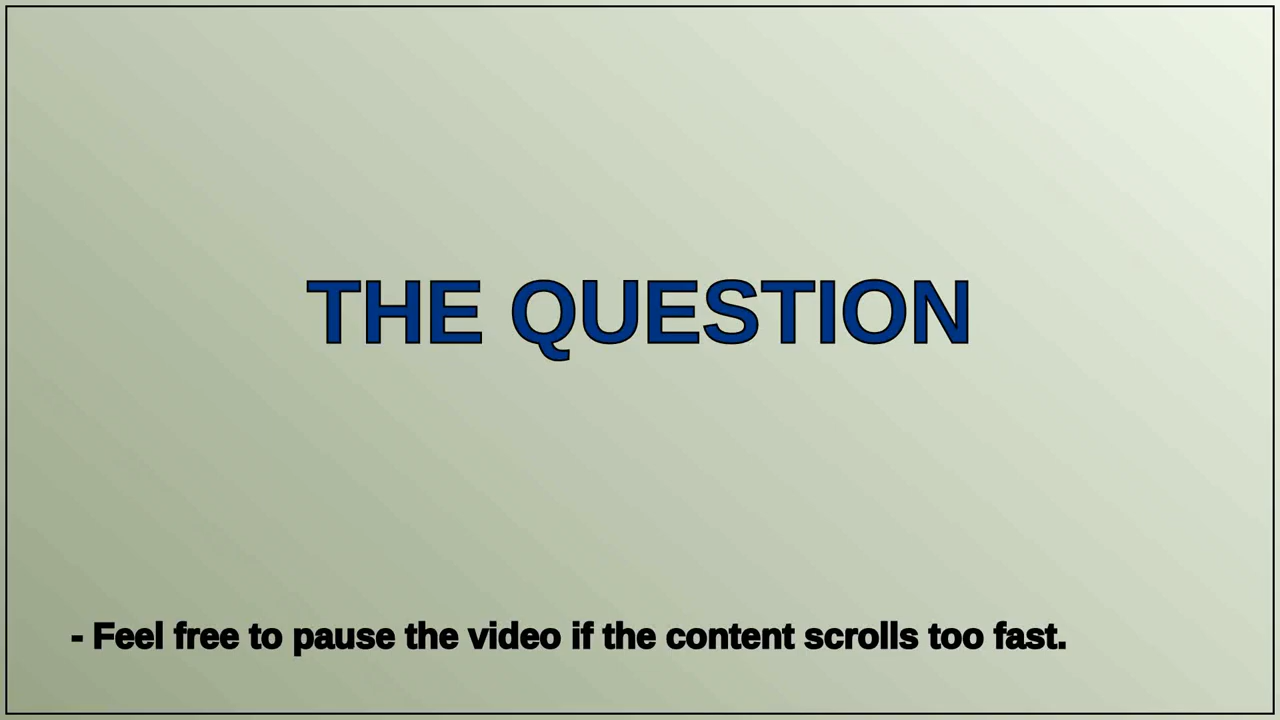 THE QUESTION
- Feel free to pause the video if the content scrolls too fast.